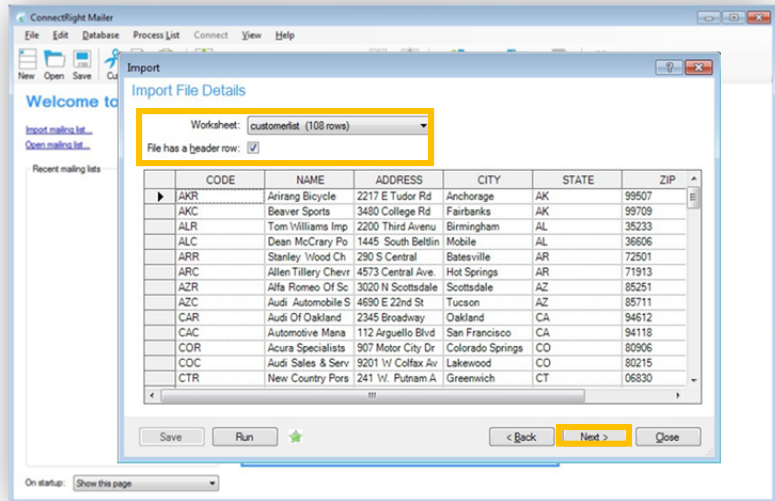 ConnectRight Mailer
File Edit Database Process List Connect View Help
New Open Save
Welcome to
Import mailing list...
Open mailing list...
Recent mailing lists
Import
Import File Details
Worksheet: customerlist (108 rows)
File has a header row:
CODE NAME ADDRESS CITY STATE ZIP
AKR Arirang Bicycle 2217 E Tudor Rd Anchorage AK 99507
AKC Beaver Sports 3480 College Rd Fairbanks AK 99709
ALR Tom Williams Imp 2200 Third Avenu Birmingham AL 35233
ALC Dean McCrary Po 1445 South Beltlin Mobile AL 36606
ARR Stanley Wood Ch 290 S Central Batesville AR 72501
ARC Allen Tillery Chevr 4573 Central Ave. Hot Springs AR 71913
AZR Alfa Romeo Of Sc 3020 N Scottsdale Scottsdale AZ 85251
AZC Audi Automobile S 4690 E 22nd St Tucson AZ 85711
CAR Audi Of Oakland 2345 Broadway Oakland CA 94612
CAC Automotive Mana 112 Arguello Blvd San Francisco CA 94118
COR Acura Specialists 907 Motor City Dr Colorado Springs CO 80906
COC Audi Sales & Serv 9201 W Colfax Av Lakewood CO 80215
CTR New Country Pors 241 W. Putnam A Greenwich CT 06830
Save Run < Back Next > Close
On startup: Show this page